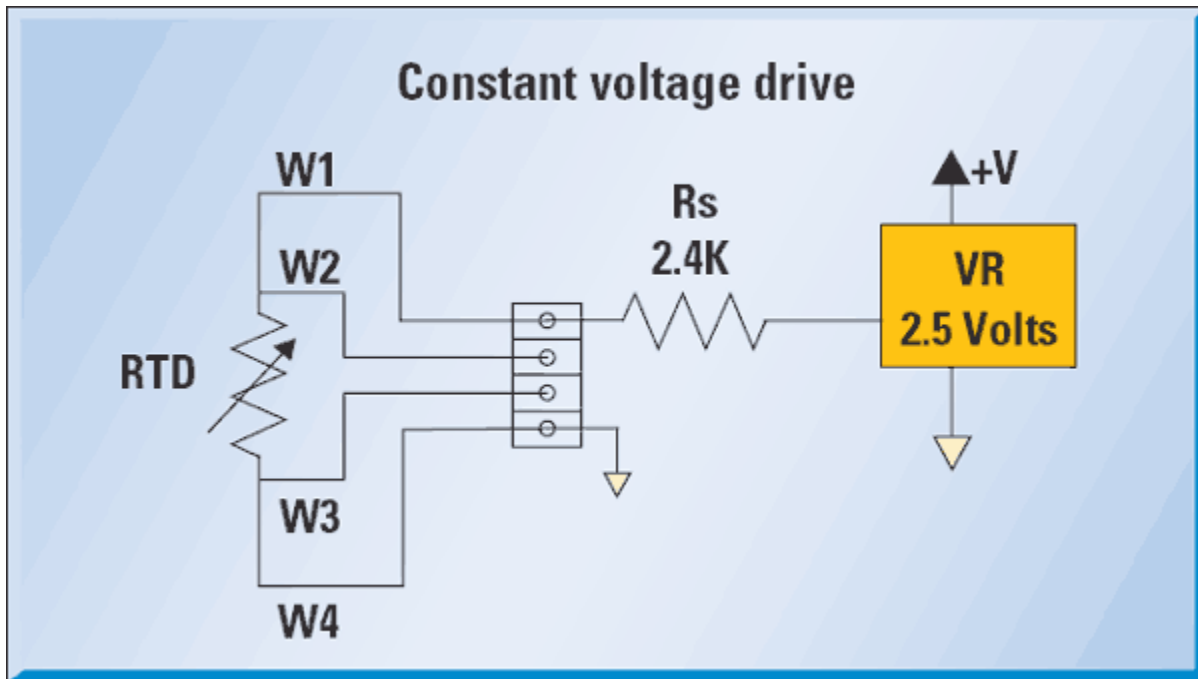 Constant voltage drive
W1
W2
RTD
W3
W4
Rs
2.4K
+V
VR
2.5 Volts